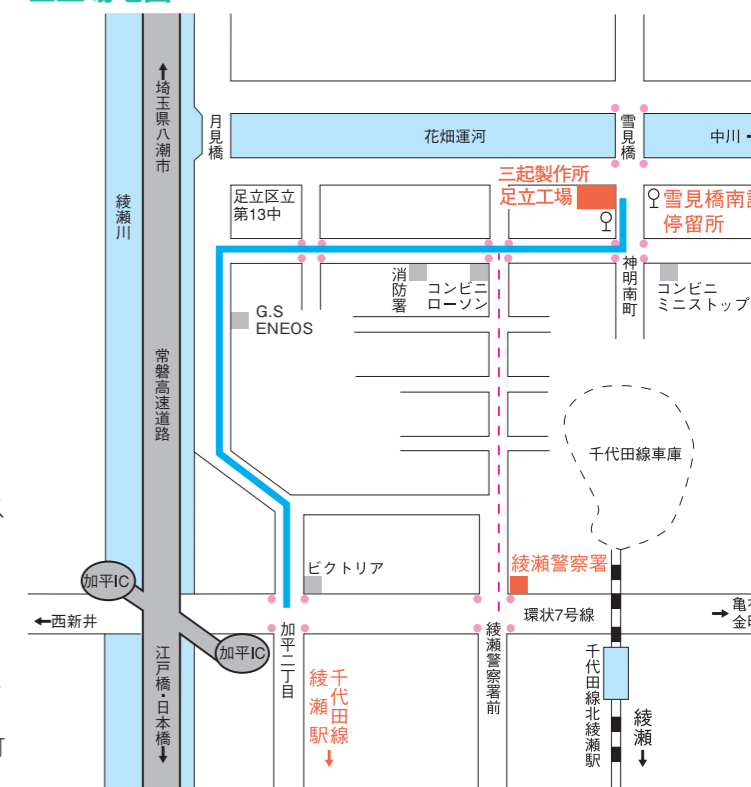 埼玉県八潮市
月見橋
花畑運河
雪見橋
中川
三起製作所
足立工場
足立区立
第13中
雪見橋南
停留所
綾瀬川
消防署
コンビニ
ローソン
神明南町
コンビニ
ミニストップ
G.S
ENEOS
常磐高速道路
千代田線車庫
綾瀬警察署
ビクトリア
加平IC
環状7号線
西新井
加平IC
江戸橋・日本橋
加平二丁目
千代田線
綾瀬駅
綾瀬警察署前
千代田線北綾瀬駅
綾瀬